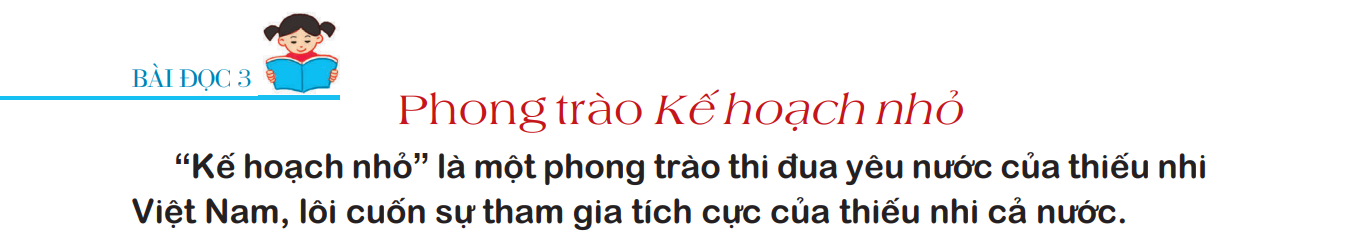 BÀI ĐỌC 3
Phong trào Kế hoạch nhỏ
“Kế hoạch nhỏ” là một phong trào thi đua yêu nước của thiếu nhi
Việt Nam, lôi cuốn sự tham gia tích cực của thiếu nhi cả nước.